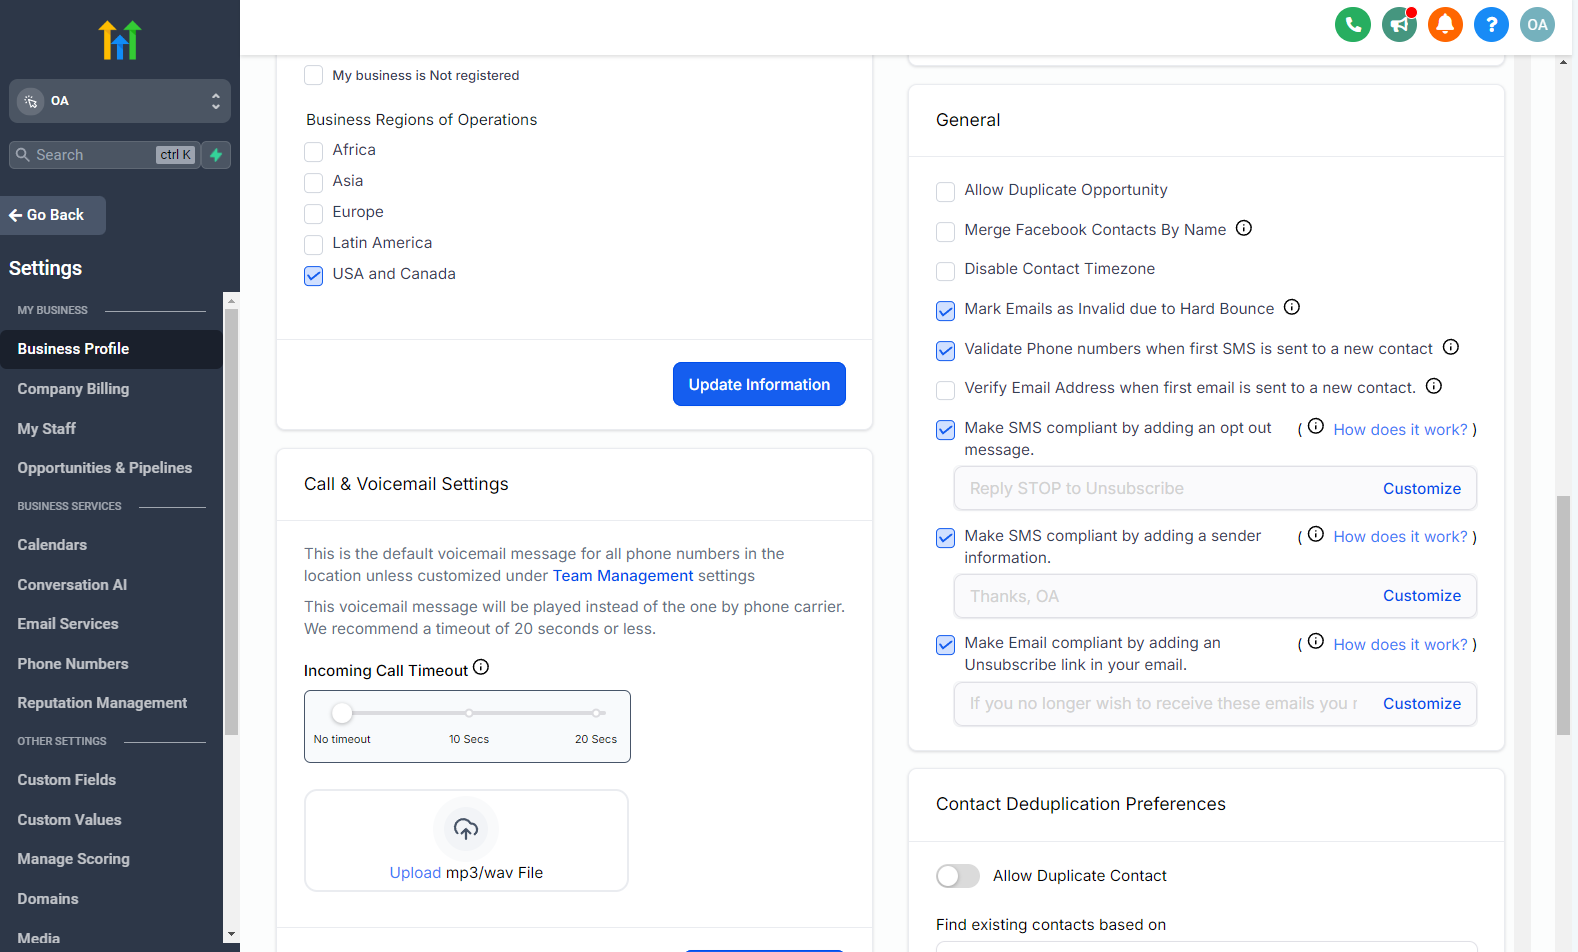 OA
OA
Search
ctrl K
Go Back
Settings
MY BUSINESS
Business Profile
Company Billing
My Staff
Opportunities & Pipelines
BUSINESS SERVICES
Calendars
Conversation AI
Email Services
Phone Numbers
Reputation Management
OTHER SETTINGS
Custom Fields
Custom Values
Manage Scoring
Domains
Media
My business is Not registered
Business Regions of Operations
Africa
Asia
Europe
Latin America
USA and Canada
Update Information
Call & Voicemail Settings
This is the default voicemail message for all phone numbers in the
location unless customized under Team Management settings
This voicemail message will be played instead of the one by phone carrier.
We recommend a timeout of 20 seconds or less.
Incoming Call Timeout
No timeout
10 Secs
20 Secs
Upload mp3/wav File
General
Allow Duplicate Opportunity
Merge Facebook Contacts By Name
Disable Contact Timezone
Mark Emails as Invalid due to Hard Bounce
Validate Phone numbers when first SMS is sent to a new contact
Verify Email Address when first email is sent to a new contact.
Make SMS compliant by adding an opt out
message.
( How does it work? )
Reply STOP to Unsubscribe
Customize
Make SMS compliant by adding a sender
information.
( How does it work? )
Thanks, OA
Customize
Make Email compliant by adding an
Unsubscribe link in your email.
( How does it work? )
If you no longer wish to receive these emails you r
Customize
Contact Deduplication Preferences
Allow Duplicate Contact
Find existing contacts based on